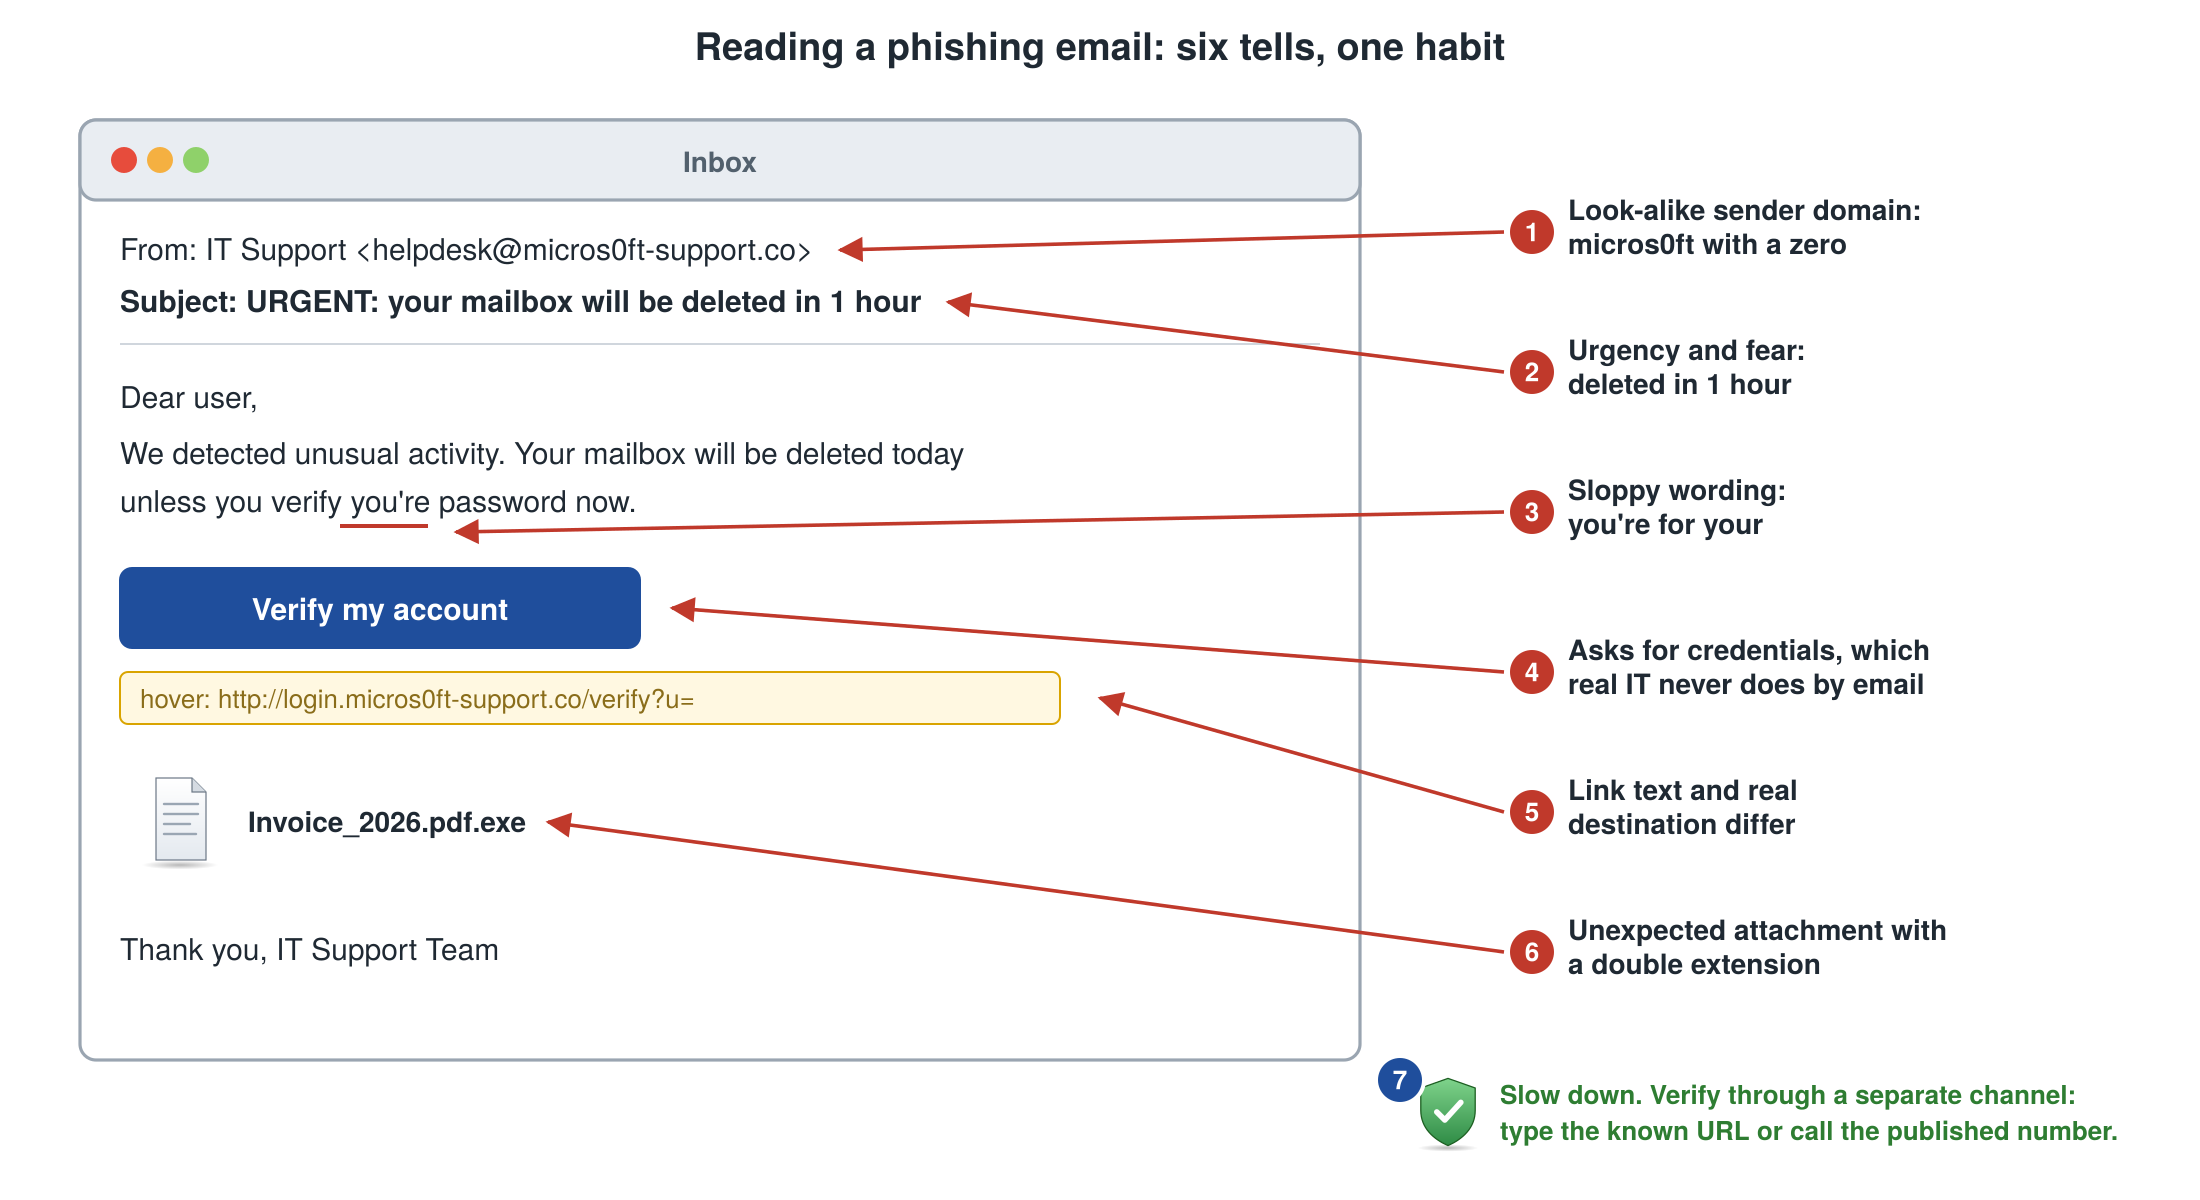 Reading a phishing email: six tells, one habit
Inbox
From: IT Support <helpdesk@micros0ft-support.co>
Subject: URGENT: your mailbox will be deleted in 1 hour
Dear user,
We detected unusual activity. Your mailbox will be deleted today
unless you verify you're password now.
Verify my account
hover: http://login.micros0ft-support.co/verify?u=
Invoice_2026.pdf.exe
Thank you, IT Support Team
1
Look-alike sender domain:
micros0ft with a zero
2
Urgency and fear:
deleted in 1 hour
3
Sloppy wording:
you're for your
4
Asks for credentials, which
real IT never does by email
5
Link text and real
destination differ
6
Unexpected attachment with
a double extension
7
Slow down. Verify through a separate channel:
type the known URL or call the published number.